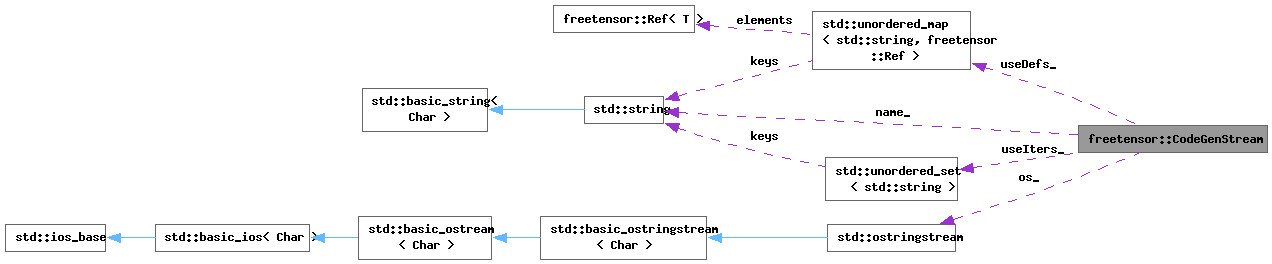 freetensor::Ref< T >
elements
std::unordered_map
< std::string, freetensor
::Ref >
keys
useDefs_
std::basic_string<
Char >
std::string
name_
keys
freetensor::CodeGenStream
useIters_
std::unordered_set
< std::string >
os_
std::ios_base
std::basic_ios< Char >
std::basic_ostream
< Char >
std::basic_ostringstream
< Char >
std::ostringstream